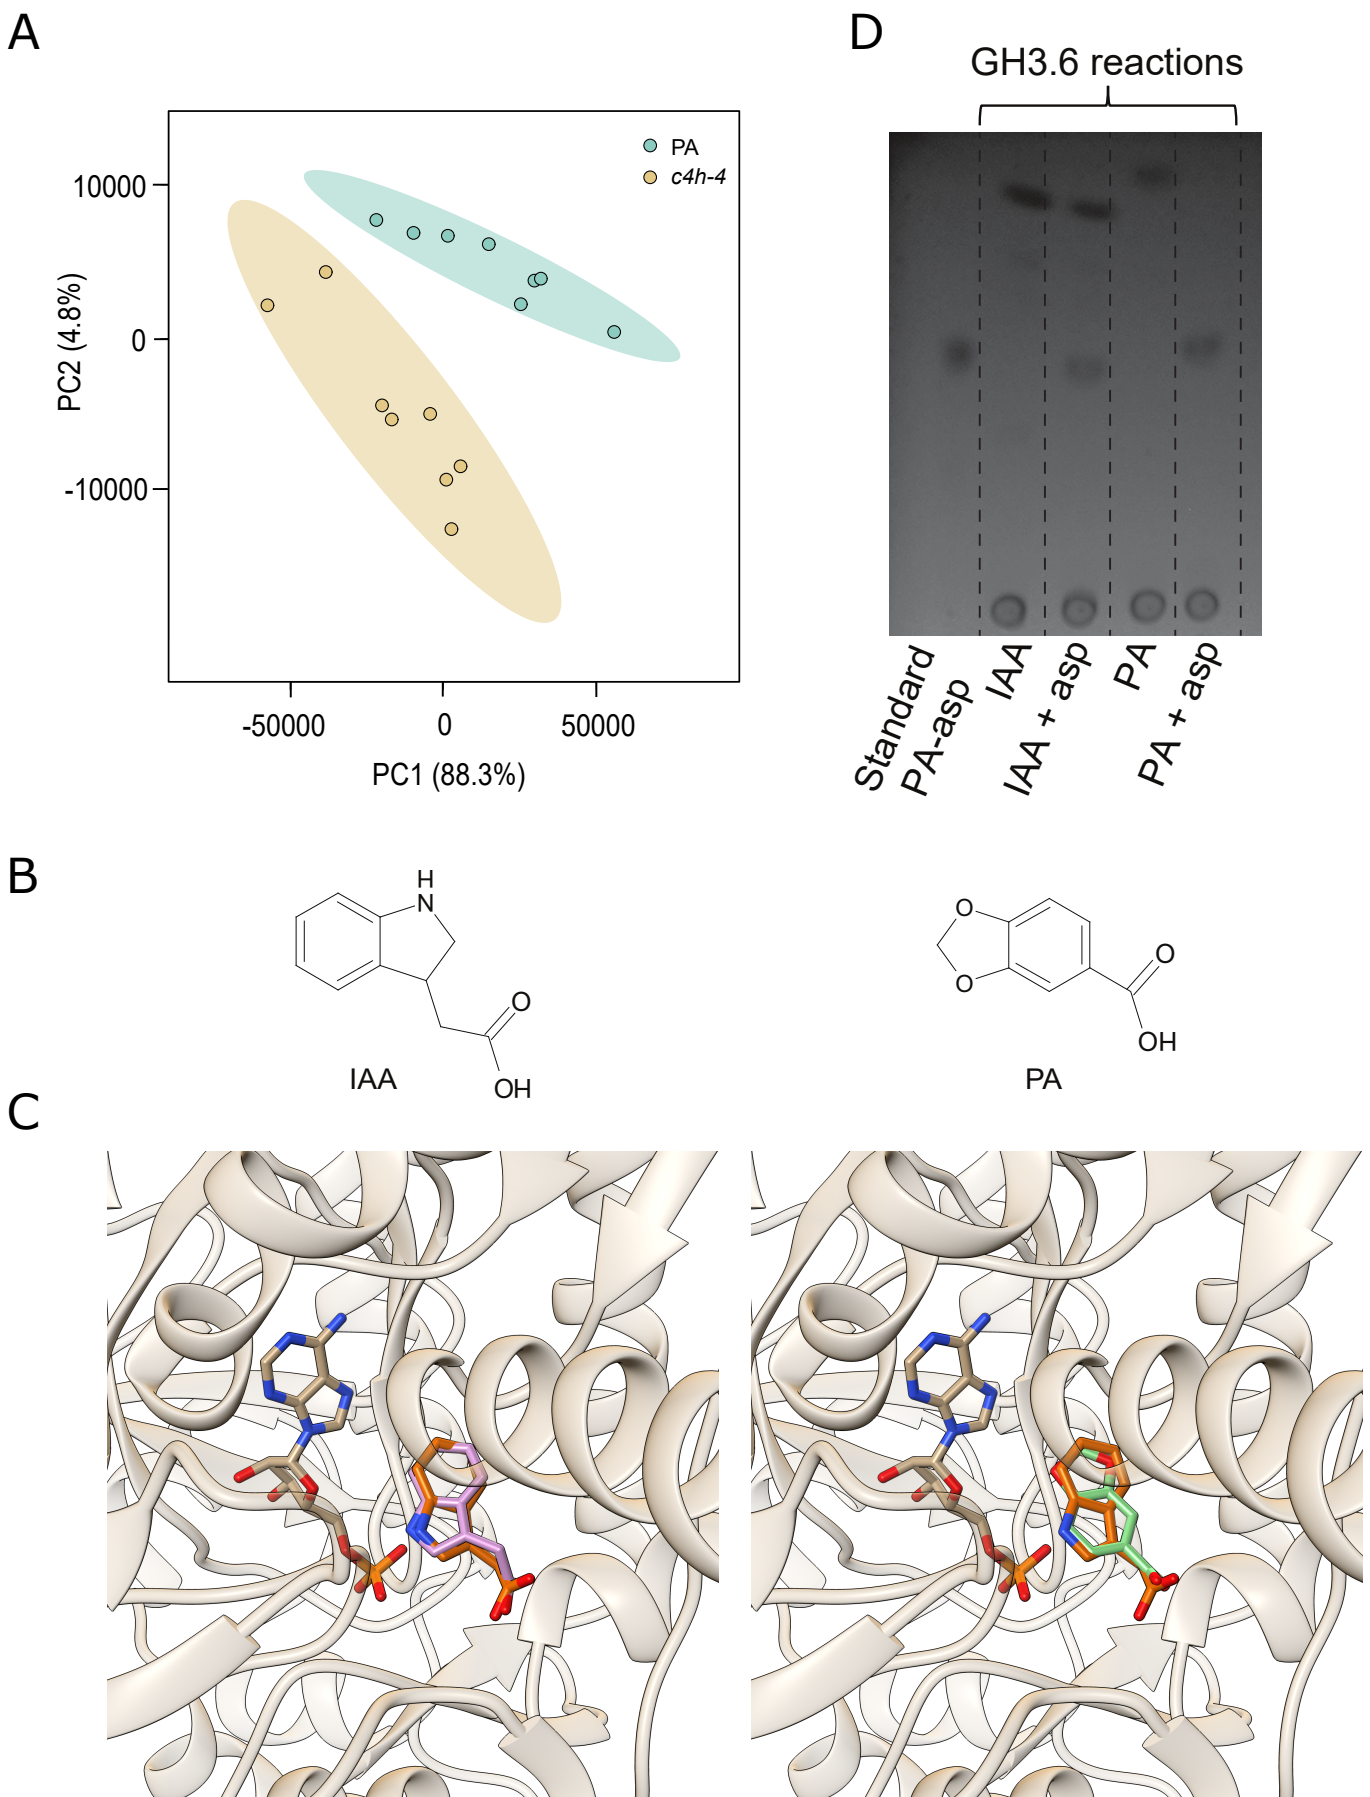 A
PA
c4h-4
10000
0
-10000
PC2 (4.8%)
-50000
0
50000
PC1 (88.3%)
D
GH3.6 reactions
Standard
PA-asp
IAA
IAA + asp
PA
PA + asp
B
H
N
O
OH
IAA
O
O
O
OH
PA
C